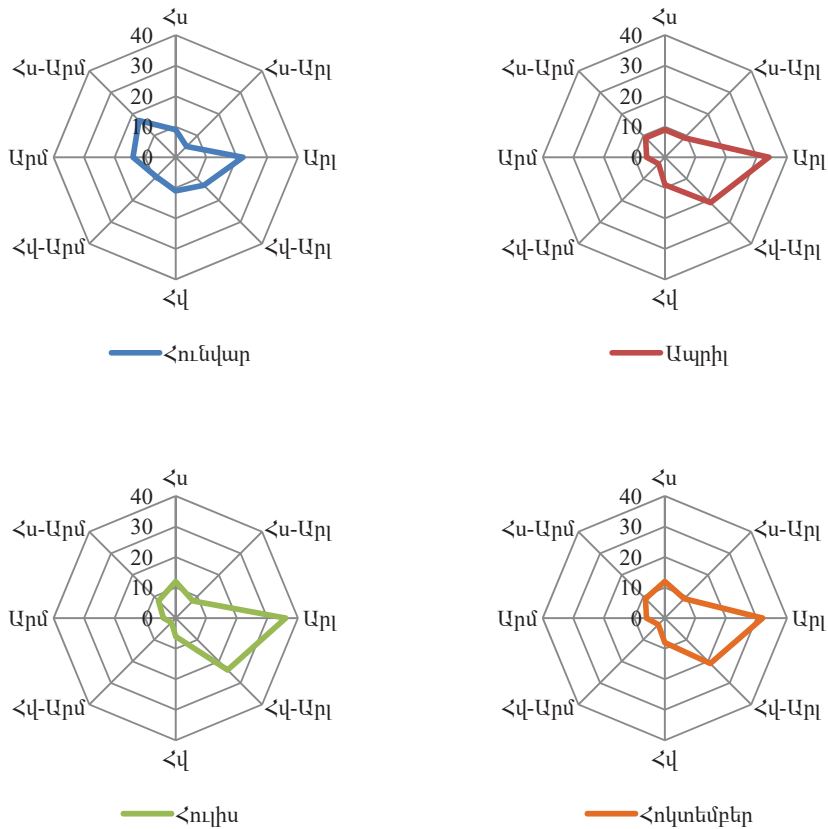 Հս
40
Հս-Արմ
30
Հս-Արլ
20
10
Արմ
0
Արլ
Հվ-Արմ
Հվ-Արլ
Հվ
Հունվար
Հս
40
Հս-Արմ
30
Հս-Արլ
20
10
Արմ
0
Արլ
Հվ-Արմ
Հվ-Արլ
Հվ
Ապրիլ
Հս
40
Հս-Արմ
30
Հս-Արլ
20
10
Արմ
0
Արլ
Հվ-Արմ
Հվ-Արլ
Հվ
Հուլիս
Հս
40
Հս-Արմ
30
Հս-Արլ
20
10
Արմ
0
Արլ
Հվ-Արմ
Հվ-Արլ
Հվ
Հոկտեմբեր